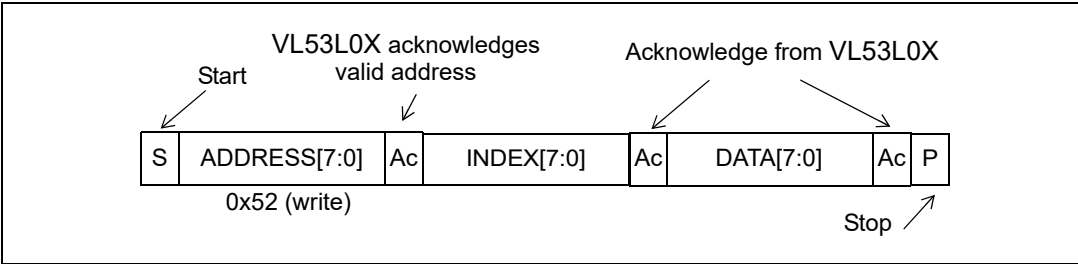 VL53L0X acknowledges
valid address
Acknowledge from VL53L0X
Start
S ADDRESS[7:0] Ac INDEX[7:0] Ac DATA[7:0] Ac P
0x52 (write)
Stop